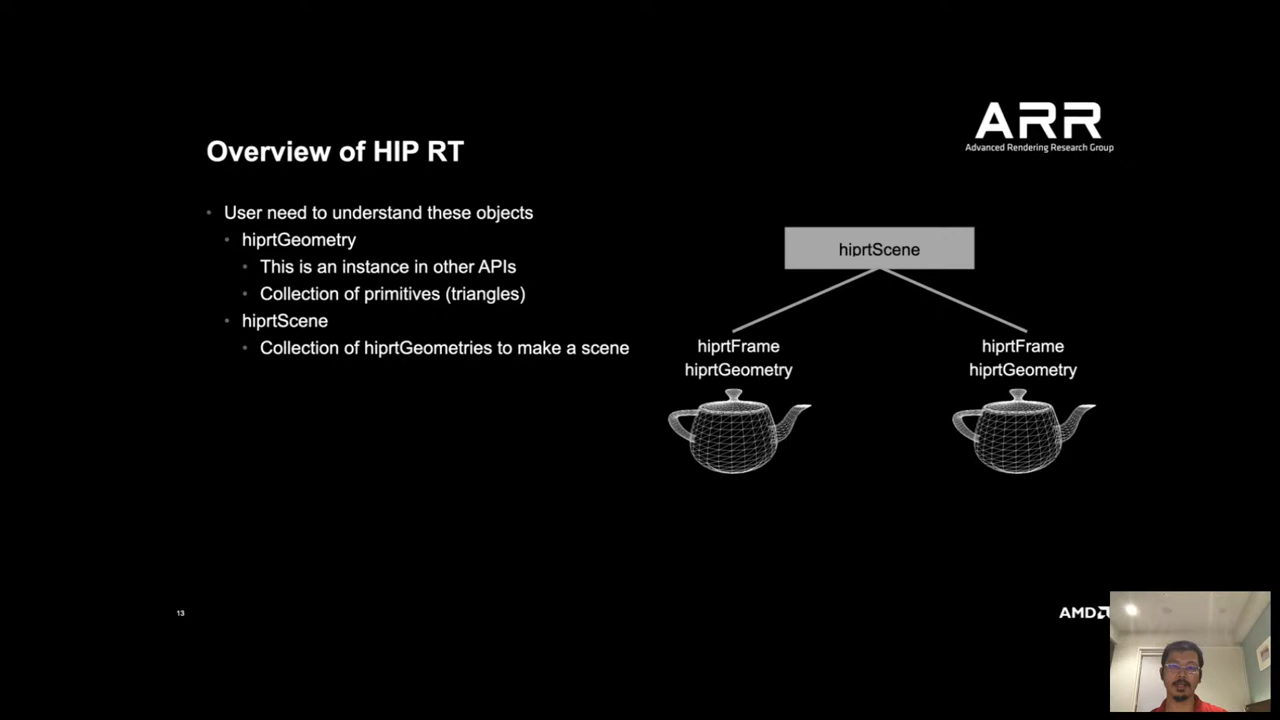 ARR
Advanced Rendering Research Group
Overview of HIP RT
User need to understand these objects
hiprtGeometry
This is an instance in other APIs
Collection of primitives (triangles)
hiprtScene
Collection of hiprtGeometries to make a scene
hiprtScene
hiprtFrame
hiprtGeometry
hiprtFrame
hiprtGeometry
13
AMD